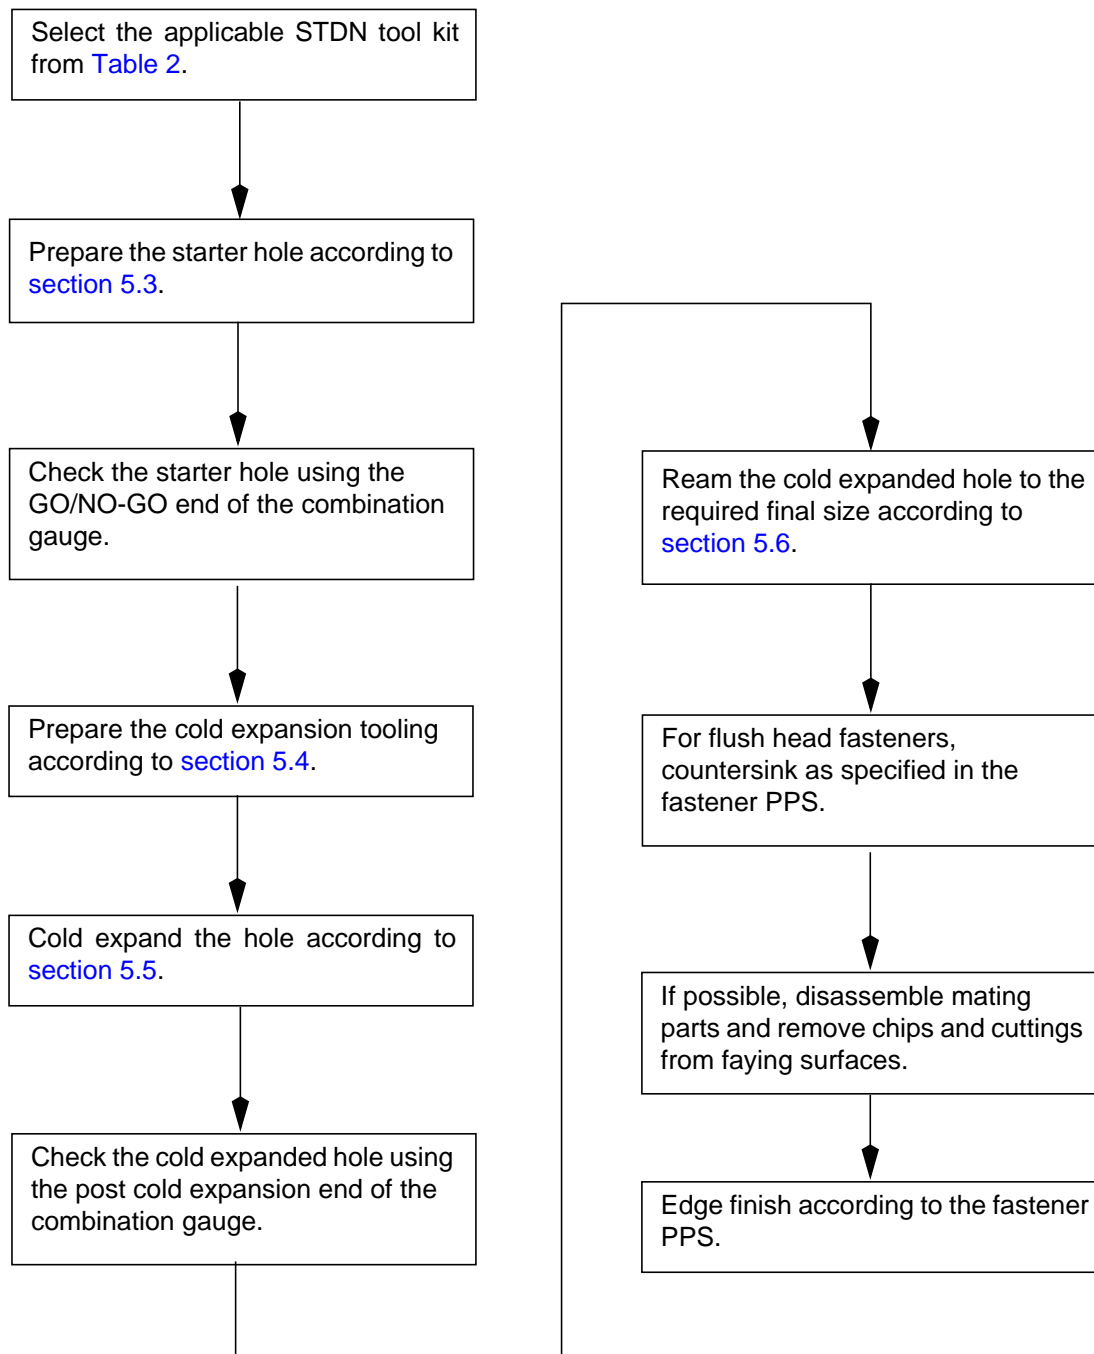 Select the applicable STDN tool kit
from Table 2.
Prepare the starter hole according to
section 5.3.
Check the starter hole using the
GO/NO-GO end of the combination
gauge.
Prepare the cold expansion tooling
according to section 5.4.
Cold expand the hole according to
section 5.5.
Check the cold expanded hole using
the post cold expansion end of the
combination gauge.
Ream the cold expanded hole to the
required final size according to
section 5.6.
For flush head fasteners,
countersink as specified in the
fastener PPS.
If possible, disassemble mating
parts and remove chips and cuttings
from faying surfaces.
Edge finish according to the fastener
PPS.